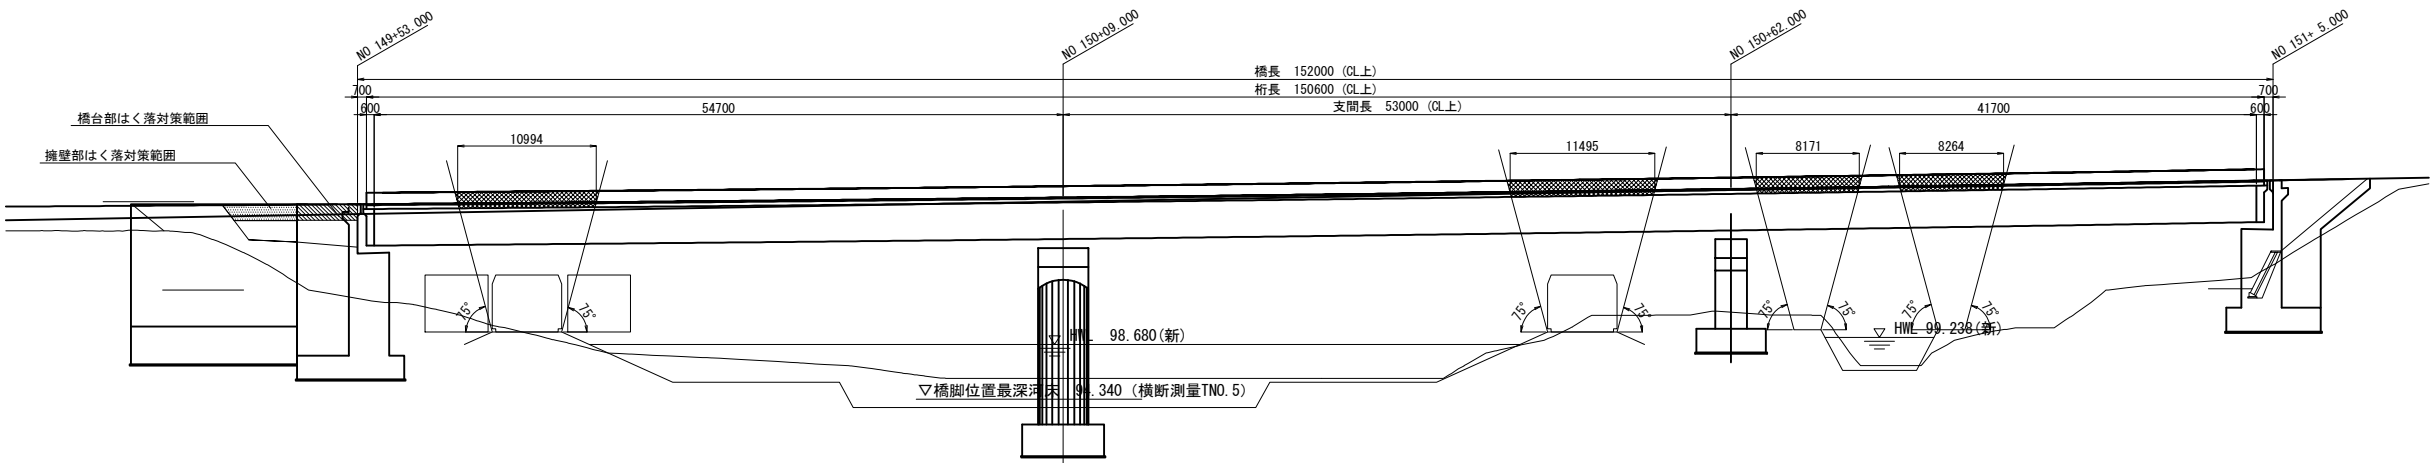 NO 149+53.000
NO 150+09.000
NO 150+62.000
NO 151+ 5.000
橋長 152000 (CL上)
700
桁長 150600 (CL上)
700
600
54700
支間長 53000 (CL上)
41700
600
橋台部はく落対策範囲
擁壁部はく落対策範囲
10994
11495
8171
8264
75°
75°
75°
75°
75°
75°
75°
75°
HWL 98.680(新)
HWL 99.238(新)
▽橋脚位置最深河床 94.340 (横断測量TNO.5)